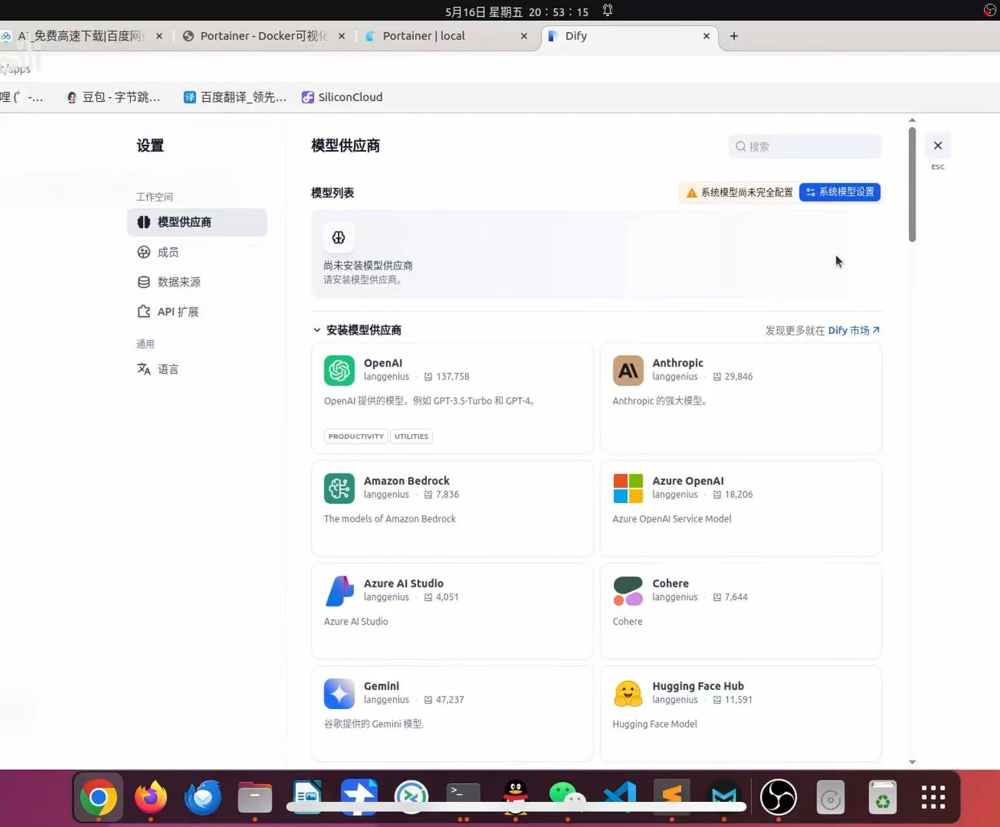 5月16日 星期五 20:53:15
AI_免费高速下载|百度网
Portainer - Docker可视化
Portainer | local
Dify
t/apps
哩 (゜-...
豆包 - 字节跳...
百度翻译_领先...
SiliconCloud
设置
模型供应商
搜索
ESC
工作空间
模型供应商
成员
数据来源
API 扩展
通用
语言
模型列表
系统模型尚未完全配置
系统模型设置
尚未安装模型供应商
请安装模型供应商。
安装模型供应商
发现更多就在 Dify 市场
OpenAI
langgenius · 137,758
OpenAI 提供的模型，例如 GPT-3.5-Turbo 和 GPT-4。
PRODUCTIVITY UTILITIES
Anthropic
langgenius · 29,846
Anthropic 的强大模型。
Amazon Bedrock
langgenius · 7,836
The models of Amazon Bedrock
Azure OpenAI
langgenius · 18,206
Azure OpenAI Service Model
Azure AI Studio
langgenius · 4,051
Azure AI Studio
Cohere
langgenius · 7,644
Cohere
Gemini
langgenius · 47,237
谷歌提供的 Gemini 模型.
Hugging Face Hub
langgenius · 11,591
Hugging Face Model